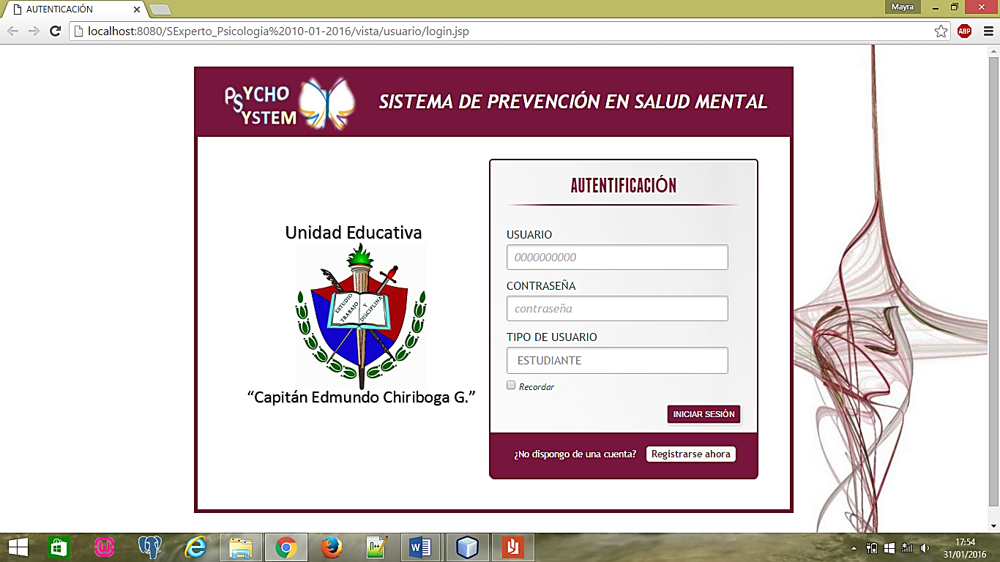 AUTENTICACIÓN
Mayra
localhost:8080/SExperto_Psicologia%2010-01-2016/vista/usuario/login.jsp
ABP
PSYCHO
SYSTEM
SISTEMA DE PREVENCIÓN EN SALUD MENTAL
Unidad Educativa
ESTUDIO
TRABAJO
Y
DISCIPLINA
“Capitán Edmundo Chiriboga G.”
AUTENTIFICACIÓN
USUARIO
0000000000
CONTRASEÑA
contraseña
TIPO DE USUARIO
ESTUDIANTE
Recordar
INICIAR SESIÓN
¿No dispongo de una cuenta? Registrarse ahora
17:54
31/01/2016